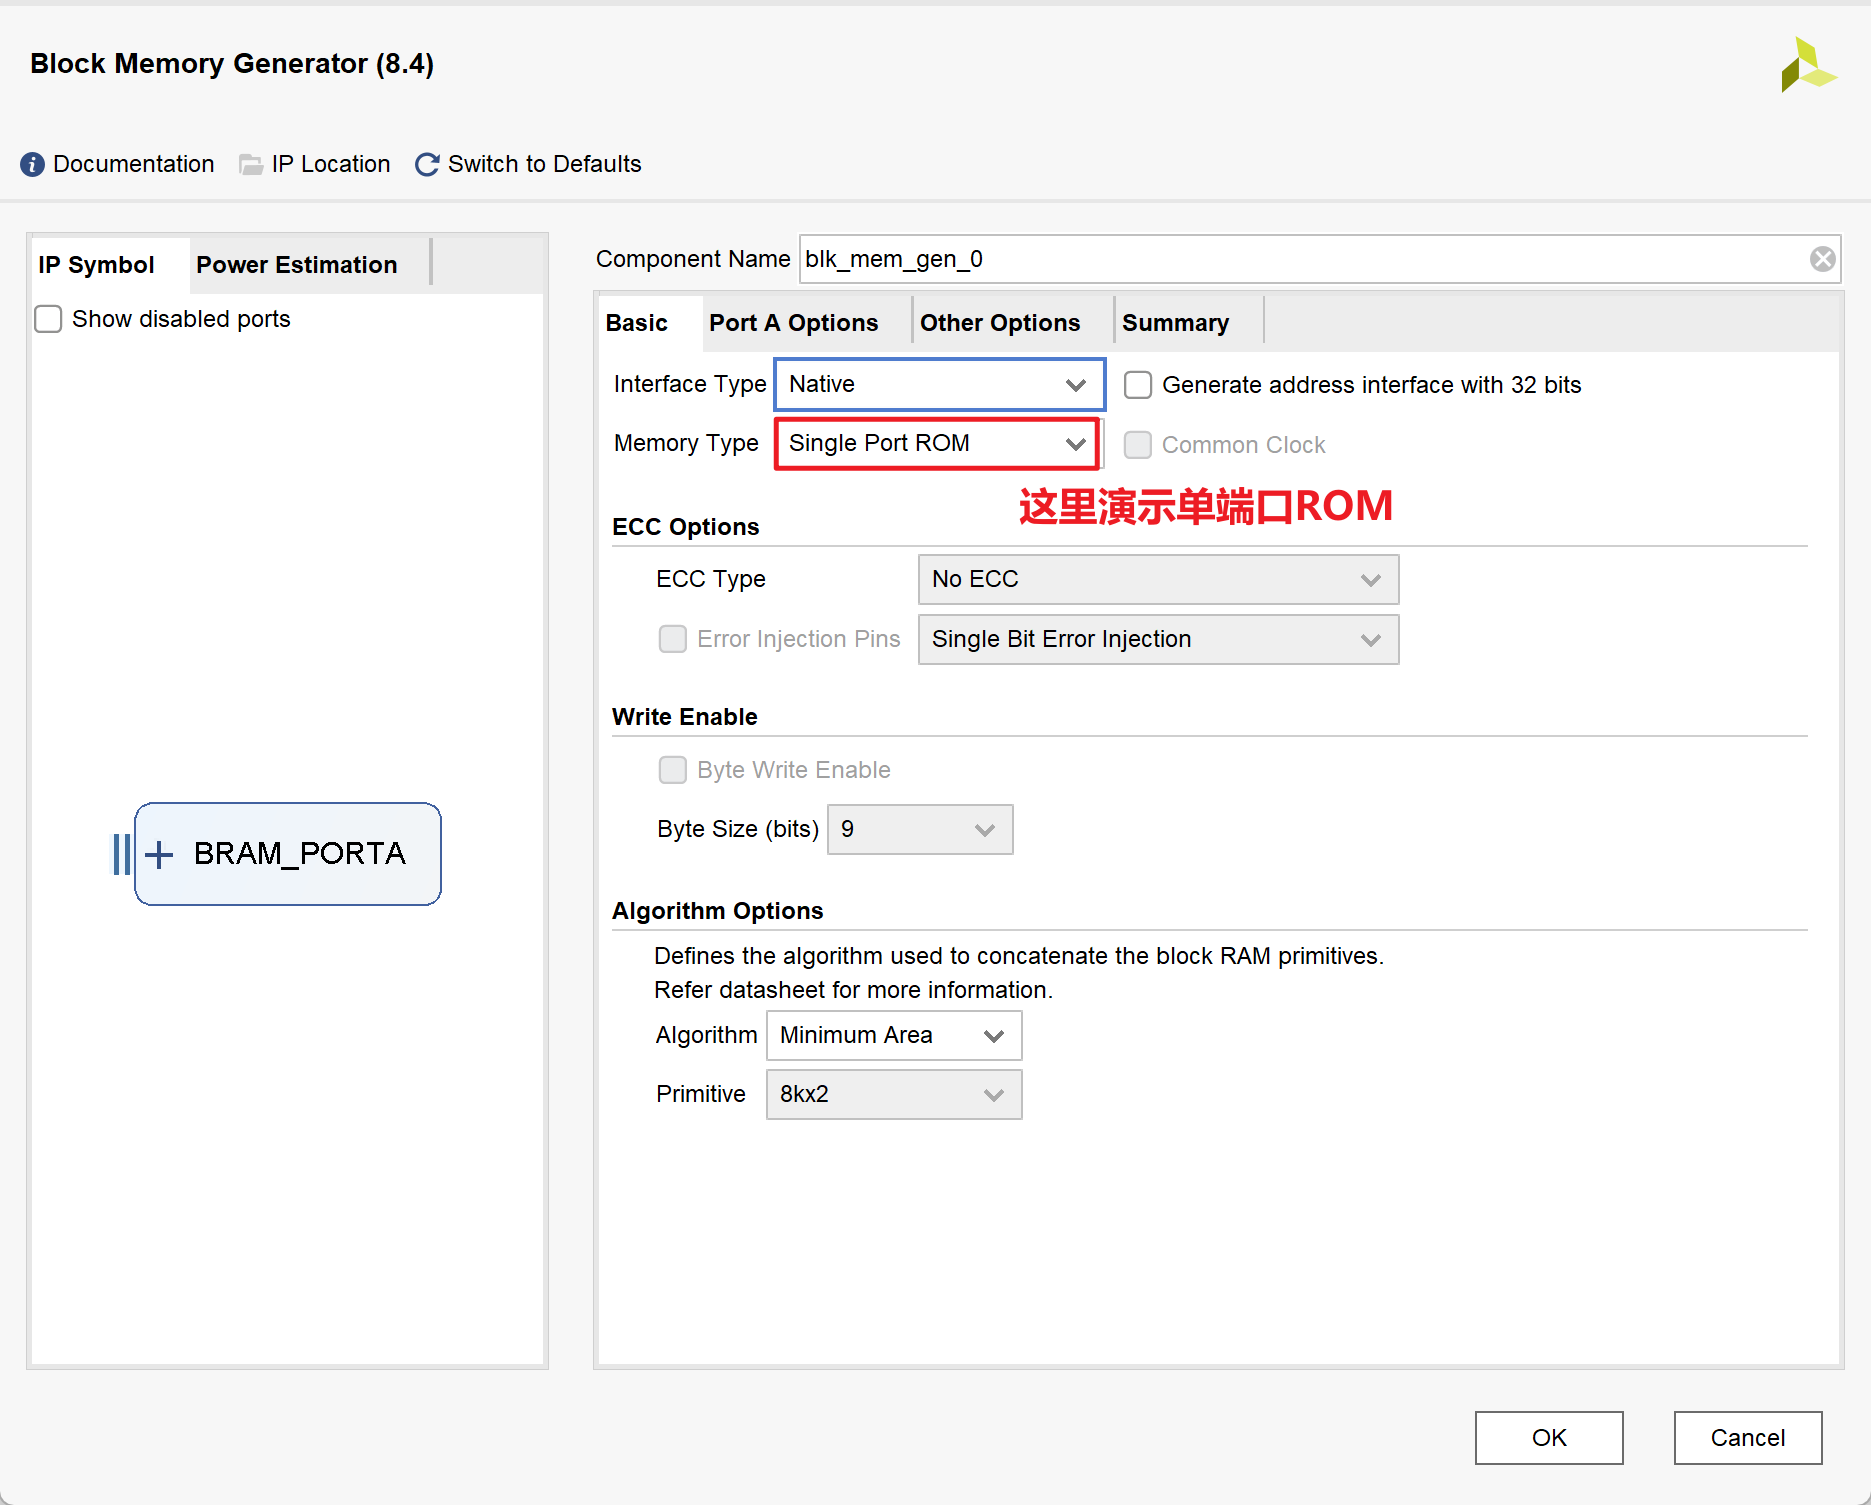 Block Memory Generator (8.4)
Documentation IP Location Switch to Defaults
IP Symbol Power Estimation
Show disabled ports
BRAM_PORTA
Component Name blk_mem_gen_0
Basic Port A Options Other Options Summary
Interface Type Native Generate address interface with 32 bits
Memory Type Single Port ROM Common Clock
这里演示单端口ROM
ECC Options
ECC Type No ECC
Error Injection Pins Single Bit Error Injection
Write Enable
Byte Write Enable
Byte Size (bits) 9
Algorithm Options
Defines the algorithm used to concatenate the block RAM primitives.
Refer datasheet for more information.
Algorithm Minimum Area
Primitive 8kx2
OK Cancel